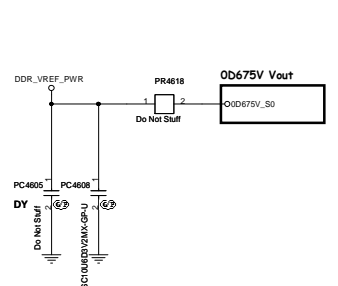 0D675V Vout
DDR_VREF_PWR
PR4618
1 2
0D675V_S0
Do Not Stuff
1 1
PC4605 PC4608
DY
2 2
Do Not Stuff
SC10U6D3V2MX-GP-U